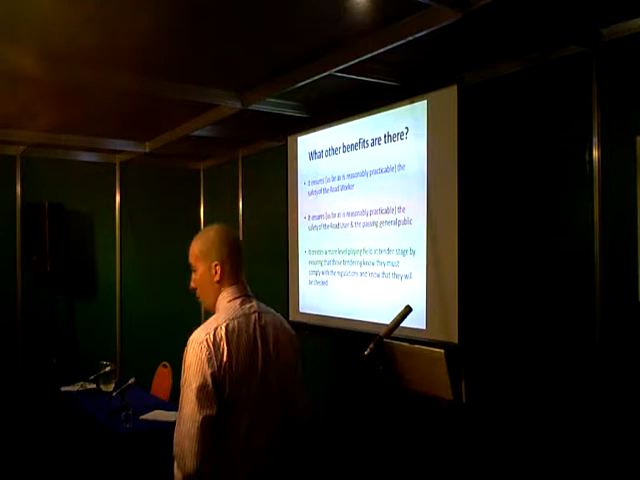 What other benefits are there?
• It ensures (so far as is reasonably practicable) the
safety of the Road Worker
• It ensures (so far as is reasonably practicable) the
safety of the Road User & the passing general public
• It creates a more level playing field at tender stage by
ensuring that those tendering know they must
comply with the regulations and know that they will
be checked